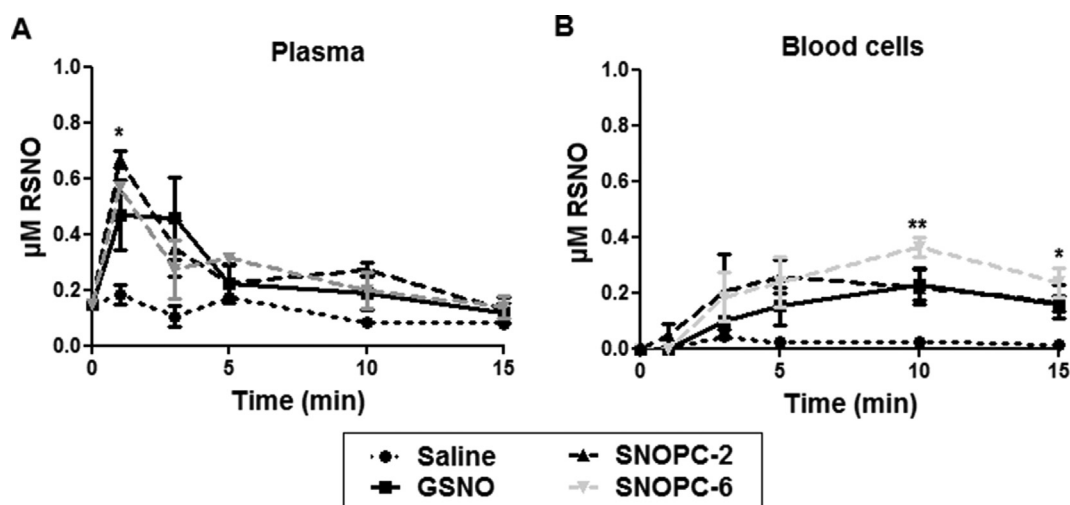 A
Plasma
µM RSNO
1.0
0.8
0.6
0.4
0.2
0.0
*
0 5 10 15
Time (min)
B
Blood cells
µM RSNO
1.0
0.8
0.6
0.4
0.2
0.0
**
*
0 5 10 15
Time (min)
Saline SNOPC-2
GSNO SNOPC-6